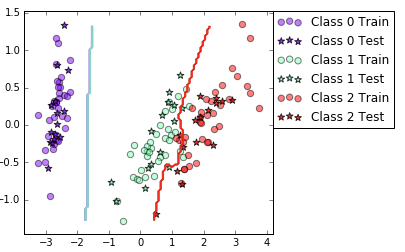 1.5
1.0
0.5
0.0
−0.5
−1.0
−3 −2 −1 0 1 2 3 4
Class 0 Train
Class 0 Test
Class 1 Train
Class 1 Test
Class 2 Train
Class 2 Test